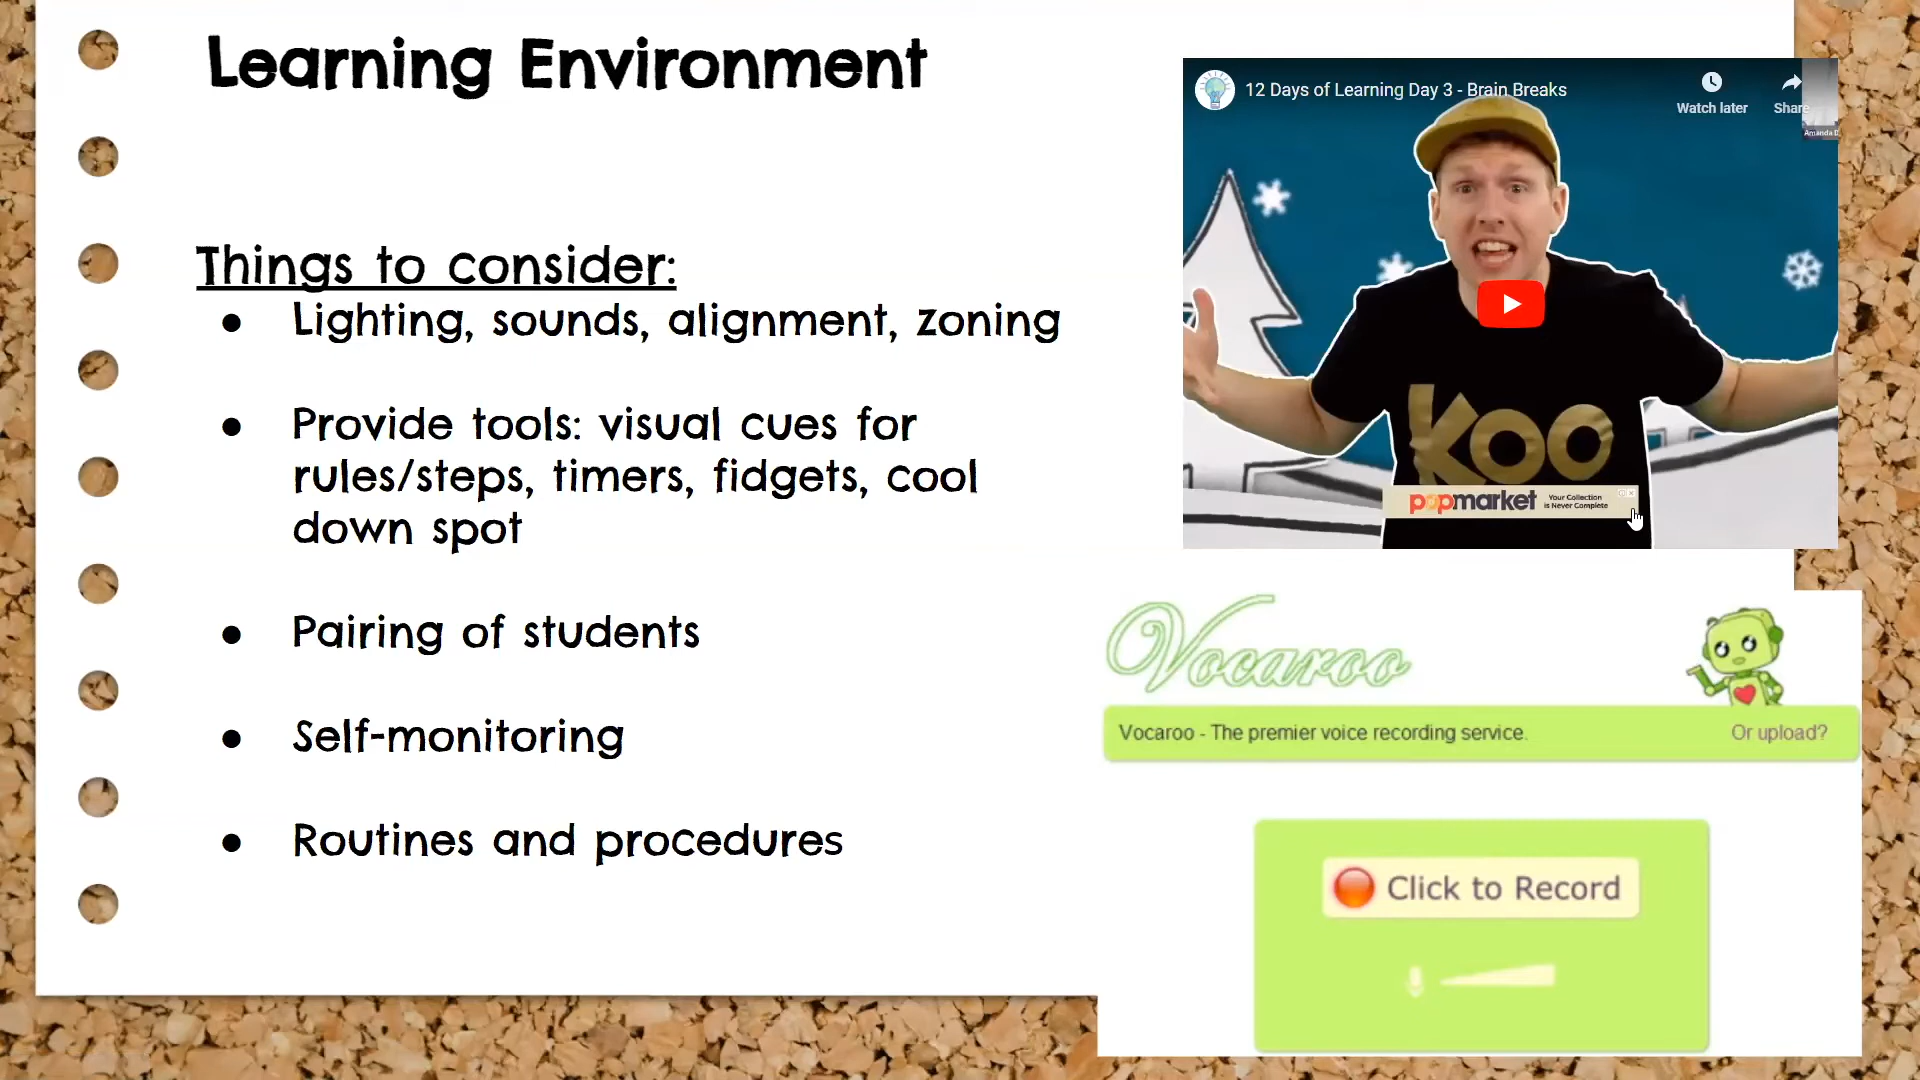 Learning Environment
Things to consider:
● Lighting, sounds, alignment, zoning
● Provide tools: visual cues for
rules/steps, timers, fidgets, cool
down spot
● Pairing of students
● Self-monitoring
● Routines and procedures
12 Days of Learning Day 3 - Brain Breaks
Watch later
Share
Amanda D
KOO
popmarket
Your Collection
is Never Complete
Vocaroo
Vocaroo - The premier voice recording service.
Or upload?
Click to Record